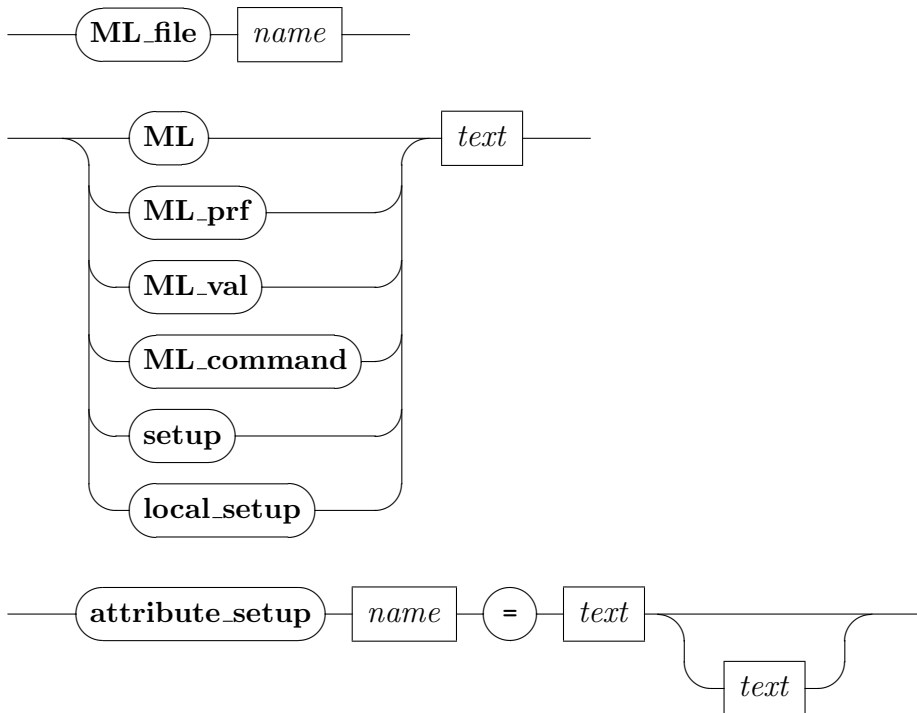 ML_file name
ML text
ML_prf
ML_val
ML_command
setup
local_setup
attribute_setup name = text
text